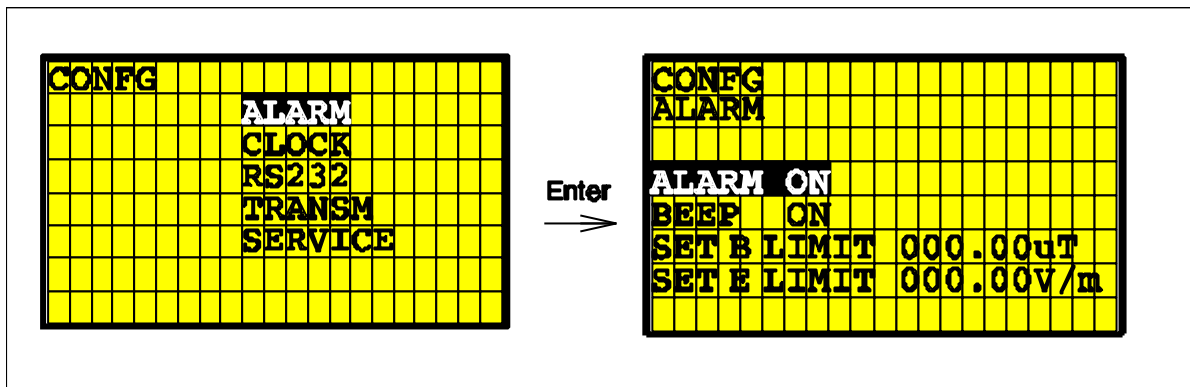 CONFG
ALARM
CLOCK
RS232
TRANSM
SERVICE
Enter
CONFG
ALARM
ALARM ON
BEEP ON
SET B LIMIT 000.00uT
SET E LIMIT 000.00V/m